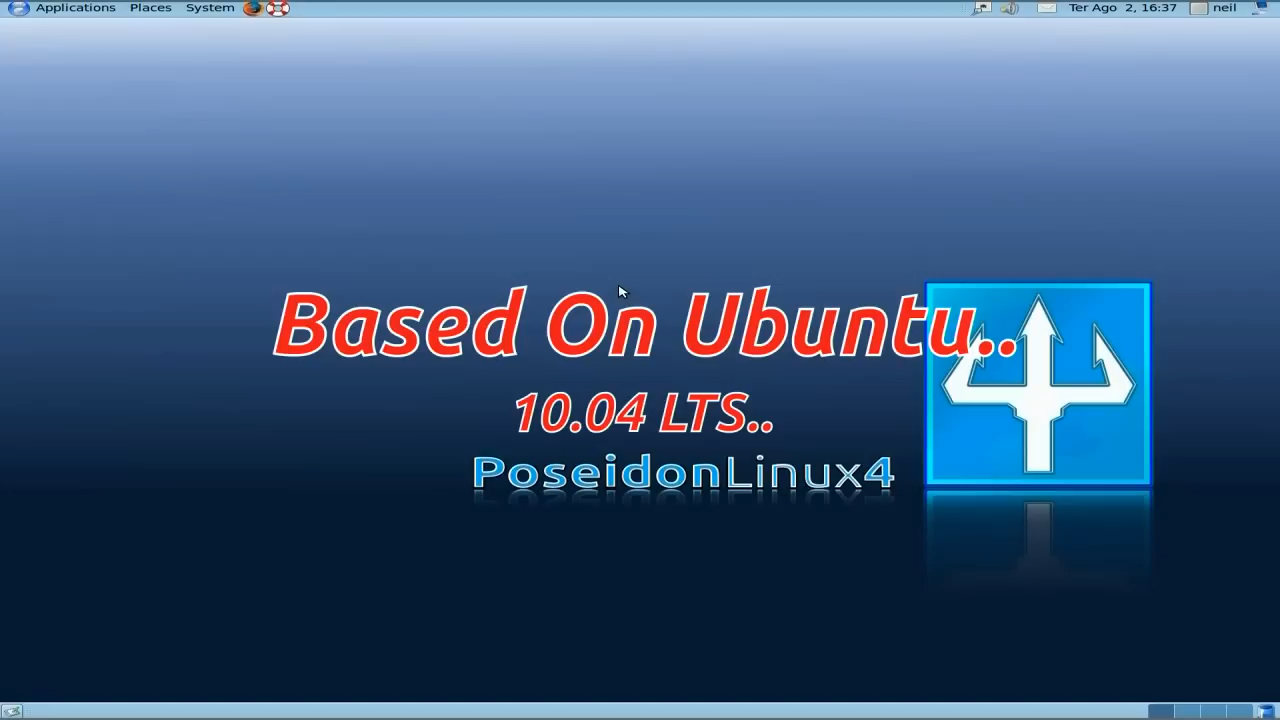 Applications Places System Ter Ago 2, 16:37 neil
Based On Ubuntu..
10.04 LTS..
PoseidonLinux4